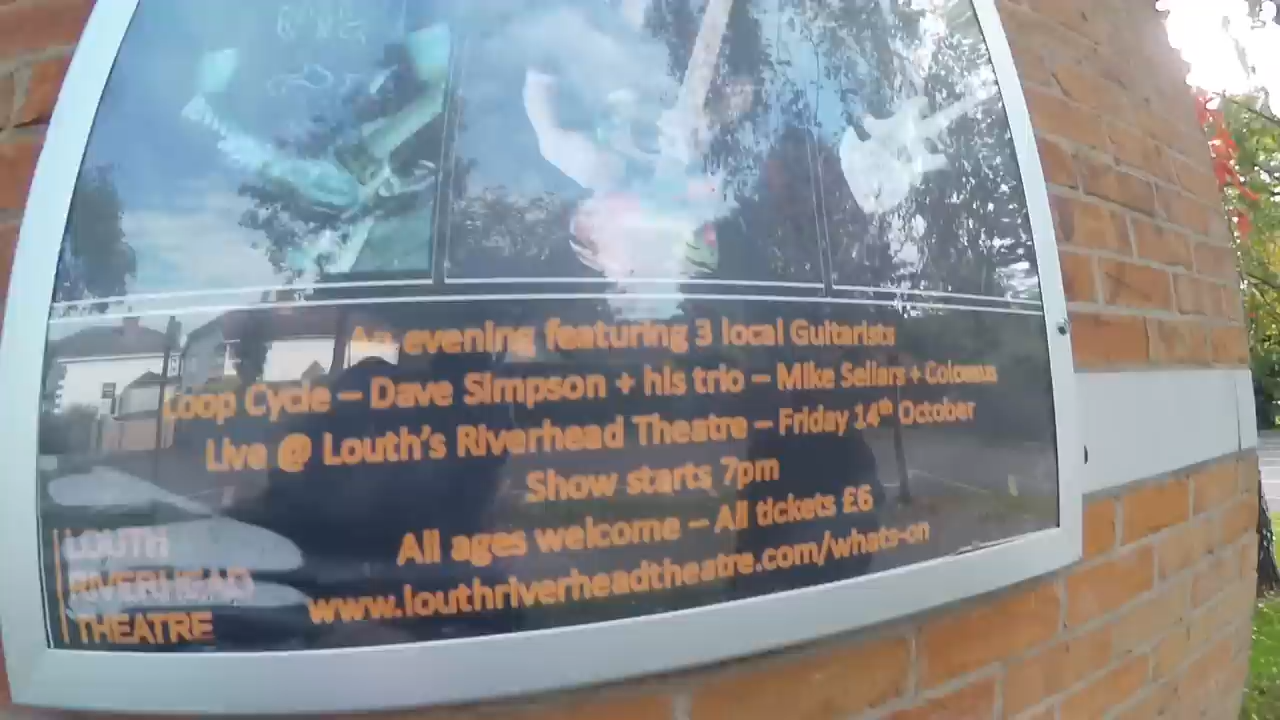 An evening featuring 3 local Guitarists
Loop Cycle – Dave Simpson + his trio – Mike Sellars + Colossus
Live @ Louth's Riverhead Theatre – Friday 14th October
Show starts 7pm
All ages welcome – All tickets £6
www.louthriverheadtheatre.com/whats-on
LOUTH
RIVERHEAD
THEATRE